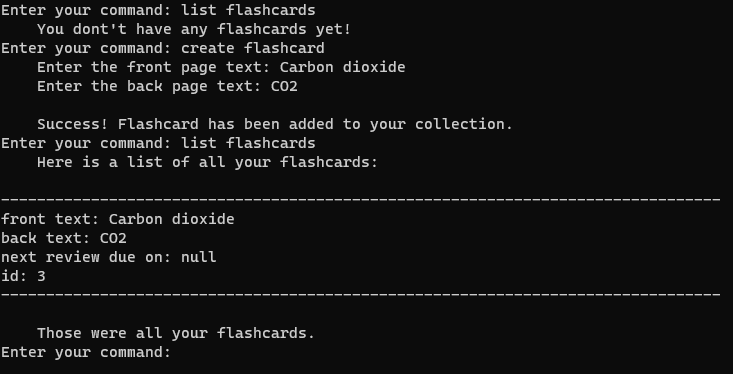 Enter your command: list flashcards
You dont't have any flashcards yet!
Enter your command: create flashcard
Enter the front page text: Carbon dioxide
Enter the back page text: CO2
Success! Flashcard has been added to your collection.
Enter your command: list flashcards
Here is a list of all your flashcards:
--------------------------------------------------------------------------------
front text: Carbon dioxide
back text: CO2
next review due on: null
id: 3
--------------------------------------------------------------------------------
Those were all your flashcards.
Enter your command: